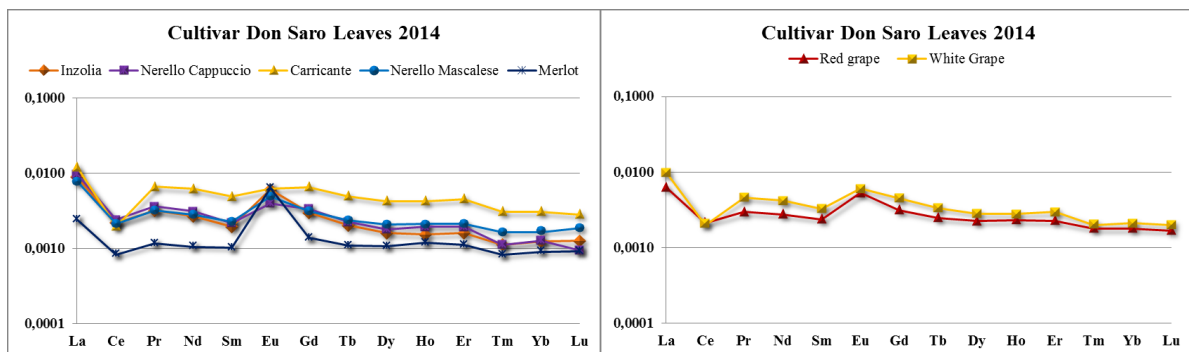 Cultivar Don Saro Leaves 2014
Inzolia Nerello Cappuccio Carricante Nerello Mascalese Merlot
0,1000
0,0100
0,0010
0,0001
La Ce Pr Nd Sm Eu Gd Tb Dy Ho Er Tm Yb Lu
Cultivar Don Saro Leaves 2014
Red grape White Grape
0,1000
0,0100
0,0010
0,0001
La Ce Pr Nd Sm Eu Gd Tb Dy Ho Er Tm Yb Lu